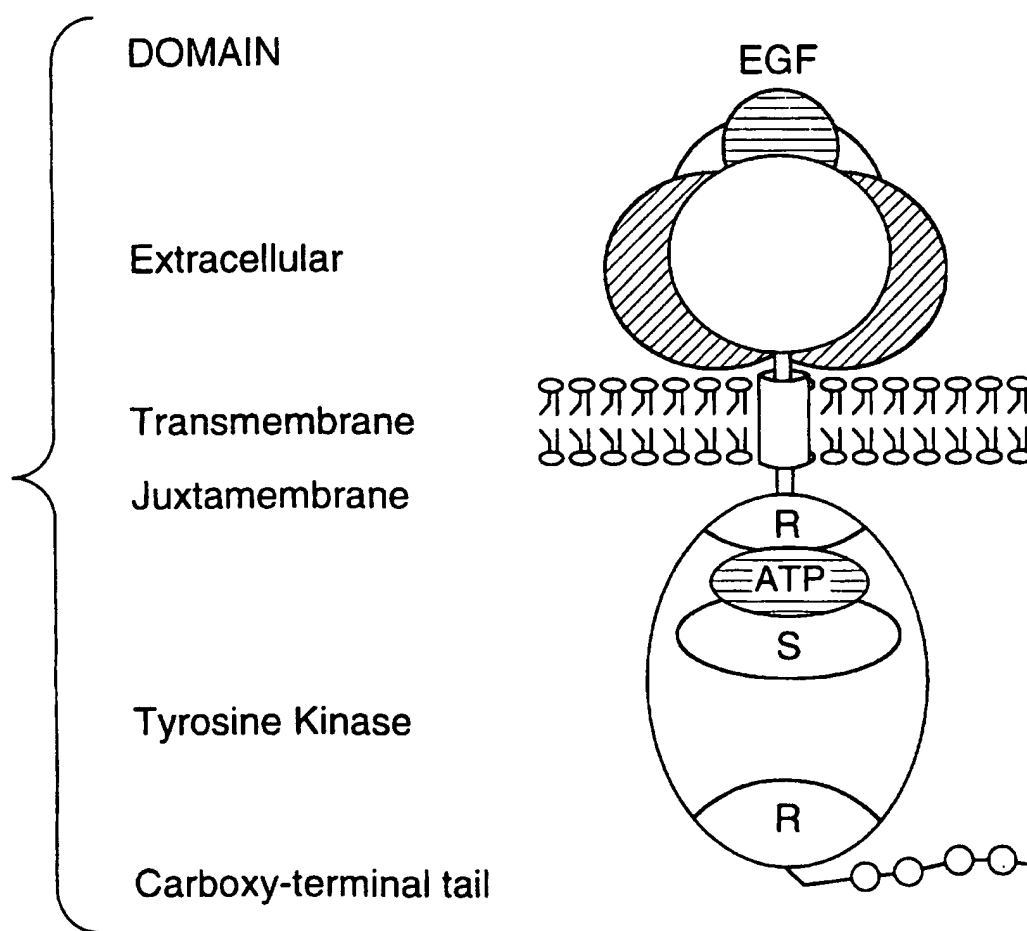 DOMAIN
EGF
Extracellular
Transmembrane
Juxtamembrane
R
ATP
S
Tyrosine Kinase
R
Carboxy-terminal tail